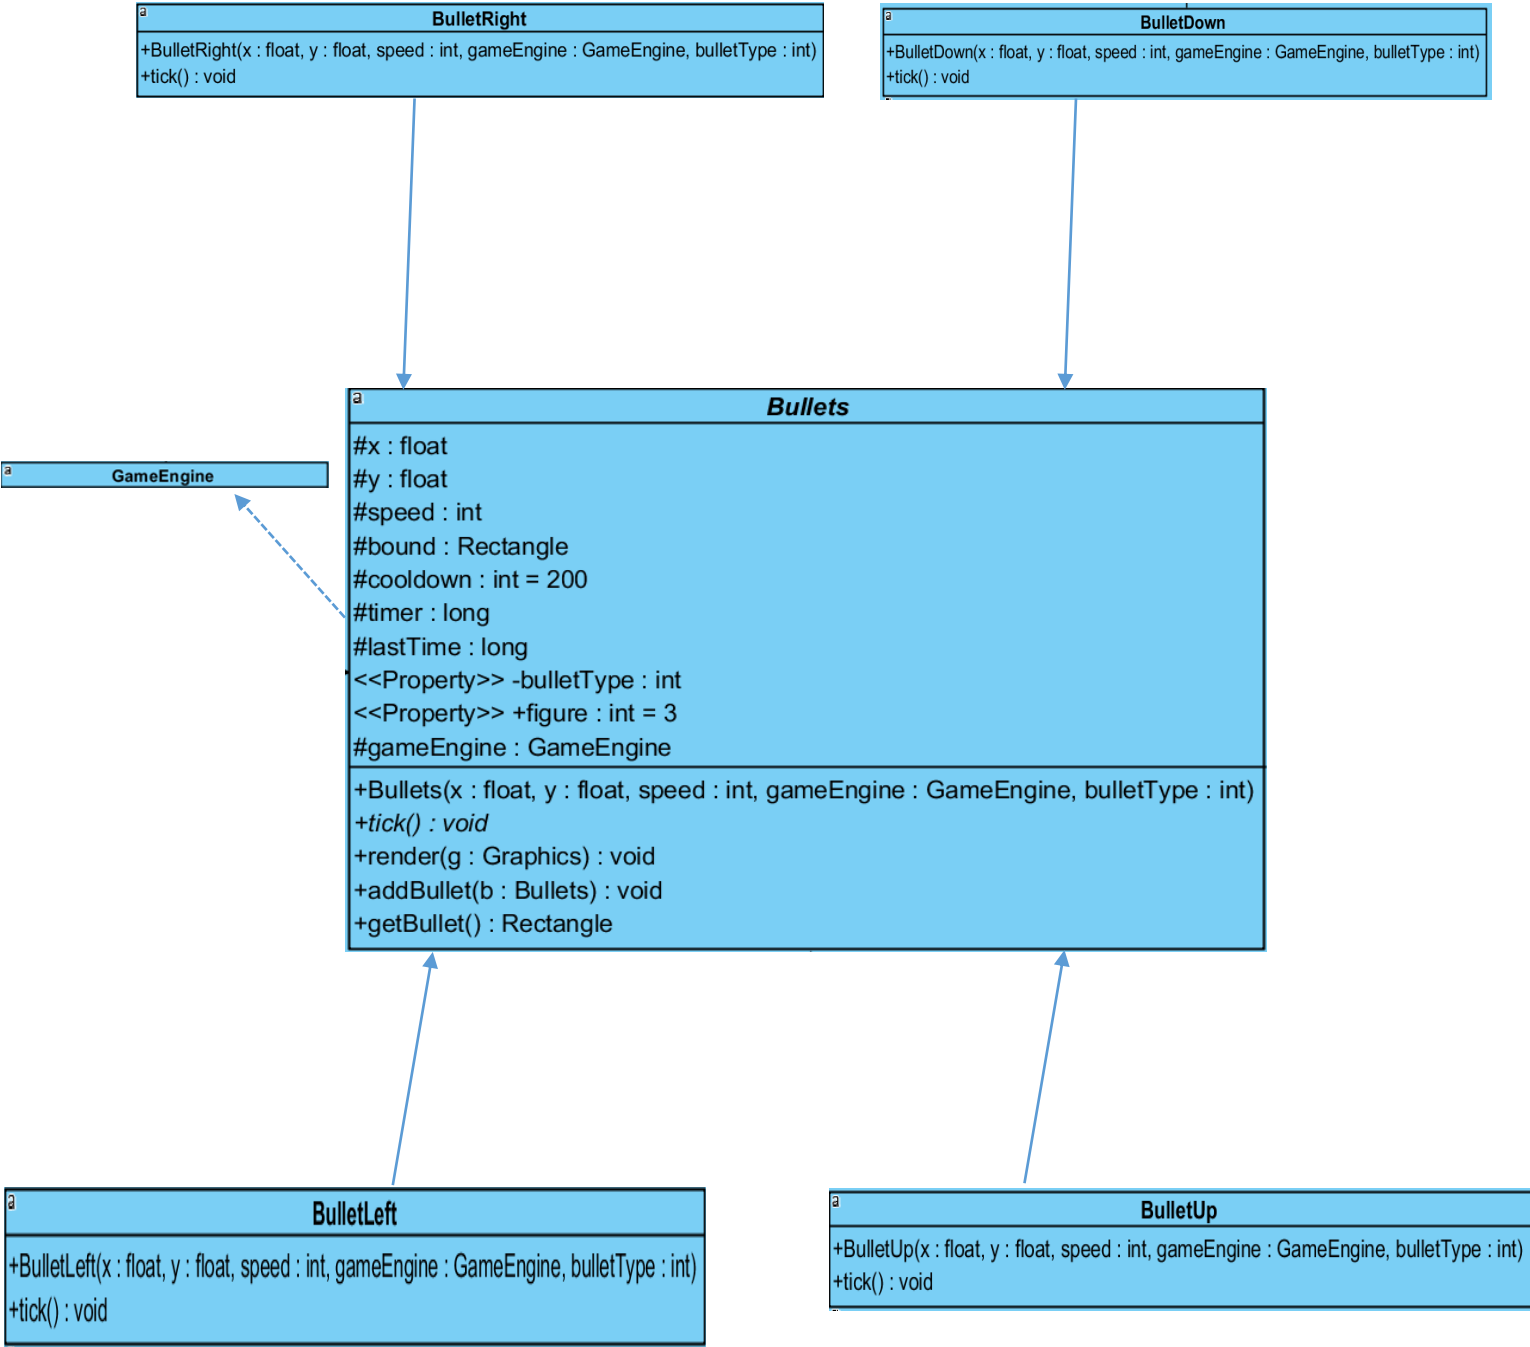 a
BulletRight
+BulletRight(x : float, y : float, speed : int, gameEngine : GameEngine, bulletType : int)
+tick() : void
a
BulletDown
+BulletDown(x : float, y : float, speed : int, gameEngine : GameEngine, bulletType : int)
+tick() : void
a
GameEngine
a
Bullets
#x : float
#y : float
#speed : int
#bound : Rectangle
#cooldown : int = 200
#timer : long
#lastTime : long
<<Property>> -bulletType : int
<<Property>> +figure : int = 3
#gameEngine : GameEngine
+Bullets(x : float, y : float, speed : int, gameEngine : GameEngine, bulletType : int)
+tick() : void
+render(g : Graphics) : void
+addBullet(b : Bullets) : void
+getBullet() : Rectangle
a
BulletLeft
+BulletLeft(x : float, y : float, speed : int, gameEngine : GameEngine, bulletType : int)
+tick() : void
a
BulletUp
+BulletUp(x : float, y : float, speed : int, gameEngine : GameEngine, bulletType : int)
+tick() : void